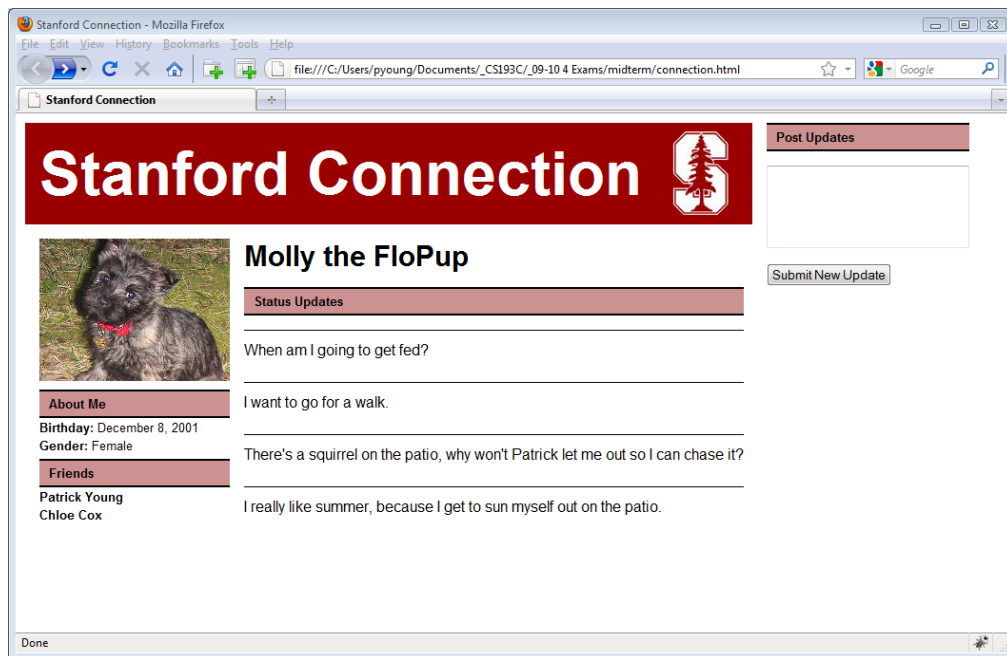 Stanford Connection - Mozilla Firefox
File Edit View History Bookmarks Tools Help
file:///C:/Users/pyoung/Documents/_CS193C/_09-10 4 Exams/midterm/connection.html
Google
Stanford Connection
Stanford Connection
S
Post Updates
Submit New Update
Molly the FloPup
Status Updates
When am I going to get fed?
I want to go for a walk.
There's a squirrel on the patio, why won't Patrick let me out so I can chase it?
I really like summer, because I get to sun myself out on the patio.
About Me
Birthday: December 8, 2001
Gender: Female
Friends
Patrick Young
Chloe Cox
Done